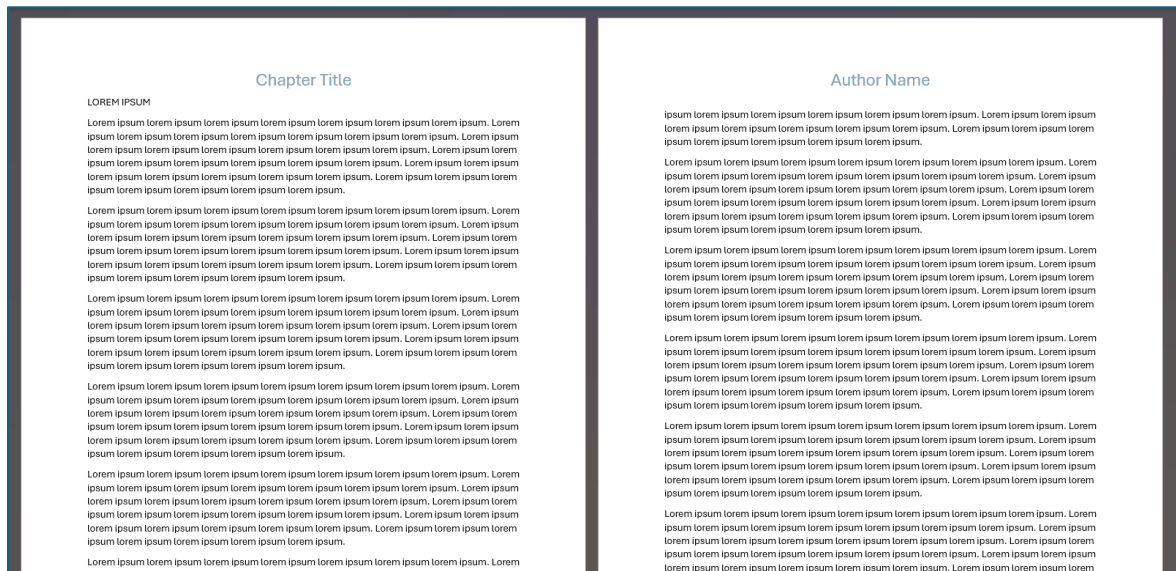 Chapter Title
LOREM IPSUM
Lorem ipsum lorem ipsum lorem ipsum lorem ipsum lorem ipsum lorem ipsum lorem ipsum. Lorem
ipsum lorem ipsum lorem ipsum lorem ipsum lorem ipsum lorem ipsum lorem ipsum. Lorem ipsum
lorem ipsum lorem ipsum lorem ipsum lorem ipsum lorem ipsum lorem ipsum. Lorem ipsum lorem
ipsum lorem ipsum lorem ipsum lorem ipsum lorem ipsum lorem ipsum. Lorem ipsum lorem ipsum
lorem ipsum lorem ipsum lorem ipsum lorem ipsum lorem ipsum. Lorem ipsum lorem ipsum lorem
ipsum lorem ipsum lorem ipsum lorem ipsum lorem ipsum.
Lorem ipsum lorem ipsum lorem ipsum lorem ipsum lorem ipsum lorem ipsum lorem ipsum. Lorem
ipsum lorem ipsum lorem ipsum lorem ipsum lorem ipsum lorem ipsum lorem ipsum. Lorem ipsum
lorem ipsum lorem ipsum lorem ipsum lorem ipsum lorem ipsum lorem ipsum. Lorem ipsum lorem
ipsum lorem ipsum lorem ipsum lorem ipsum lorem ipsum lorem ipsum. Lorem ipsum lorem ipsum
lorem ipsum lorem ipsum lorem ipsum lorem ipsum lorem ipsum. Lorem ipsum lorem ipsum lorem
ipsum lorem ipsum lorem ipsum lorem ipsum lorem ipsum.
Lorem ipsum lorem ipsum lorem ipsum lorem ipsum lorem ipsum lorem ipsum lorem ipsum. Lorem
ipsum lorem ipsum lorem ipsum lorem ipsum lorem ipsum lorem ipsum lorem ipsum. Lorem ipsum
lorem ipsum lorem ipsum lorem ipsum lorem ipsum lorem ipsum lorem ipsum. Lorem ipsum lorem
ipsum lorem ipsum lorem ipsum lorem ipsum lorem ipsum lorem ipsum. Lorem ipsum lorem ipsum
lorem ipsum lorem ipsum lorem ipsum lorem ipsum lorem ipsum. Lorem ipsum lorem ipsum lorem
ipsum lorem ipsum lorem ipsum lorem ipsum lorem ipsum.
Lorem ipsum lorem ipsum lorem ipsum lorem ipsum lorem ipsum lorem ipsum lorem ipsum. Lorem
ipsum lorem ipsum lorem ipsum lorem ipsum lorem ipsum lorem ipsum lorem ipsum. Lorem ipsum
lorem ipsum lorem ipsum lorem ipsum lorem ipsum lorem ipsum lorem ipsum. Lorem ipsum lorem
ipsum lorem ipsum lorem ipsum lorem ipsum lorem ipsum lorem ipsum. Lorem ipsum lorem ipsum
lorem ipsum lorem ipsum lorem ipsum lorem ipsum lorem ipsum. Lorem ipsum lorem ipsum lorem
ipsum lorem ipsum lorem ipsum lorem ipsum lorem ipsum.
Lorem ipsum lorem ipsum lorem ipsum lorem ipsum lorem ipsum lorem ipsum lorem ipsum. Lorem
ipsum lorem ipsum lorem ipsum lorem ipsum lorem ipsum lorem ipsum lorem ipsum. Lorem ipsum
lorem ipsum lorem ipsum lorem ipsum lorem ipsum lorem ipsum lorem ipsum. Lorem ipsum lorem
ipsum lorem ipsum lorem ipsum lorem ipsum lorem ipsum lorem ipsum. Lorem ipsum lorem ipsum
lorem ipsum lorem ipsum lorem ipsum lorem ipsum lorem ipsum. Lorem ipsum lorem ipsum lorem
ipsum lorem ipsum lorem ipsum lorem ipsum lorem ipsum.
Lorem ipsum lorem ipsum lorem ipsum lorem ipsum lorem ipsum lorem ipsum lorem ipsum. Lorem
Author Name
ipsum lorem ipsum lorem ipsum lorem ipsum lorem ipsum lorem ipsum. Lorem ipsum lorem ipsum
lorem ipsum lorem ipsum lorem ipsum lorem ipsum lorem ipsum. Lorem ipsum lorem ipsum lorem
ipsum lorem ipsum lorem ipsum lorem ipsum lorem ipsum.
Lorem ipsum lorem ipsum lorem ipsum lorem ipsum lorem ipsum lorem ipsum lorem ipsum. Lorem
ipsum lorem ipsum lorem ipsum lorem ipsum lorem ipsum lorem ipsum lorem ipsum. Lorem ipsum
lorem ipsum lorem ipsum lorem ipsum lorem ipsum lorem ipsum lorem ipsum. Lorem ipsum lorem
ipsum lorem ipsum lorem ipsum lorem ipsum lorem ipsum lorem ipsum. Lorem ipsum lorem ipsum
lorem ipsum lorem ipsum lorem ipsum lorem ipsum lorem ipsum. Lorem ipsum lorem ipsum lorem
ipsum lorem ipsum lorem ipsum lorem ipsum lorem ipsum.
Lorem ipsum lorem ipsum lorem ipsum lorem ipsum lorem ipsum lorem ipsum lorem ipsum. Lorem
ipsum lorem ipsum lorem ipsum lorem ipsum lorem ipsum lorem ipsum lorem ipsum. Lorem ipsum
lorem ipsum lorem ipsum lorem ipsum lorem ipsum lorem ipsum lorem ipsum. Lorem ipsum lorem
ipsum lorem ipsum lorem ipsum lorem ipsum lorem ipsum lorem ipsum. Lorem ipsum lorem ipsum
lorem ipsum lorem ipsum lorem ipsum lorem ipsum lorem ipsum. Lorem ipsum lorem ipsum lorem
ipsum lorem ipsum lorem ipsum lorem ipsum lorem ipsum.
Lorem ipsum lorem ipsum lorem ipsum lorem ipsum lorem ipsum lorem ipsum lorem ipsum. Lorem
ipsum lorem ipsum lorem ipsum lorem ipsum lorem ipsum lorem ipsum lorem ipsum. Lorem ipsum
lorem ipsum lorem ipsum lorem ipsum lorem ipsum lorem ipsum lorem ipsum. Lorem ipsum lorem
ipsum lorem ipsum lorem ipsum lorem ipsum lorem ipsum lorem ipsum. Lorem ipsum lorem ipsum
lorem ipsum lorem ipsum lorem ipsum lorem ipsum lorem ipsum. Lorem ipsum lorem ipsum lorem
ipsum lorem ipsum lorem ipsum lorem ipsum lorem ipsum.
Lorem ipsum lorem ipsum lorem ipsum lorem ipsum lorem ipsum lorem ipsum lorem ipsum. Lorem
ipsum lorem ipsum lorem ipsum lorem ipsum lorem ipsum lorem ipsum lorem ipsum. Lorem ipsum
lorem ipsum lorem ipsum lorem ipsum lorem ipsum lorem ipsum lorem ipsum. Lorem ipsum lorem
ipsum lorem ipsum lorem ipsum lorem ipsum lorem ipsum lorem ipsum. Lorem ipsum lorem ipsum
lorem ipsum lorem ipsum lorem ipsum lorem ipsum lorem ipsum. Lorem ipsum lorem ipsum lorem
ipsum lorem ipsum lorem ipsum lorem ipsum lorem ipsum.
Lorem ipsum lorem ipsum lorem ipsum lorem ipsum lorem ipsum lorem ipsum lorem ipsum. Lorem
ipsum lorem ipsum lorem ipsum lorem ipsum lorem ipsum lorem ipsum lorem ipsum. Lorem ipsum
lorem ipsum lorem ipsum lorem ipsum lorem ipsum lorem ipsum lorem ipsum. Lorem ipsum lorem
ipsum lorem ipsum lorem ipsum lorem ipsum lorem ipsum lorem ipsum. Lorem ipsum lorem ipsum
lorem ipsum lorem ipsum lorem ipsum lorem ipsum lorem ipsum. Lorem ipsum lorem ipsum lorem